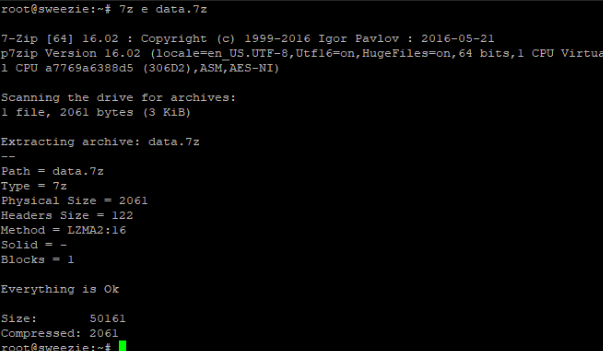 root@sweezie:~# 7z e data.7z
7-Zip [64] 16.02 : Copyright (c) 1999-2016 Igor Pavlov : 2016-05-21
p7zip Version 16.02 (locale=en_US.UTF-8,Utf16=on,HugeFiles=on,64 bits,1 CPU Virtua
l CPU a7769a6388d5 (306D2),ASM,AES-NI)
Scanning the drive for archives:
1 file, 2061 bytes (3 KiB)
Extracting archive: data.7z
--
Path = data.7z
Type = 7z
Physical Size = 2061
Headers Size = 122
Method = LZMA2:16
Solid = -
Blocks = 1
Everything is Ok
Size:       50161
Compressed: 2061
root@sweezie:~#